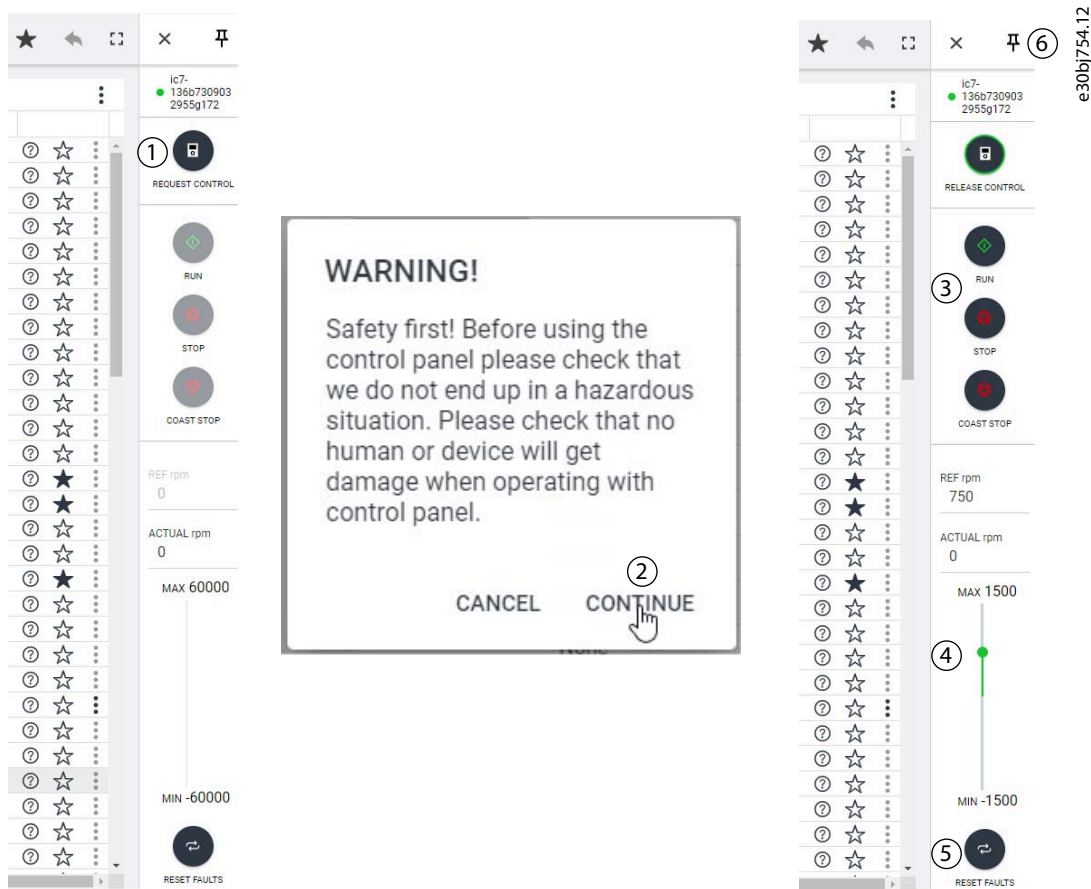 ic7-
136b730903
2955g172
1
REQUEST CONTROL
RUN
STOP
COAST STOP
REF rpm
0
ACTUAL rpm
0
MAX 60000
MIN -60000
RESET FAULTS
WARNING!
Safety first! Before using the
control panel please check that
we do not end up in a hazardous
situation. Please check that no
human or device will get
damage when operating with
control panel.
2
CANCEL CONTINUE
None
6
ic7-
136b730903
2955g172
RELEASE CONTROL
RUN
3
STOP
COAST STOP
REF rpm
750
ACTUAL rpm
0
MAX 1500
4
MIN -1500
5
RESET FAULTS
e30bj754.12